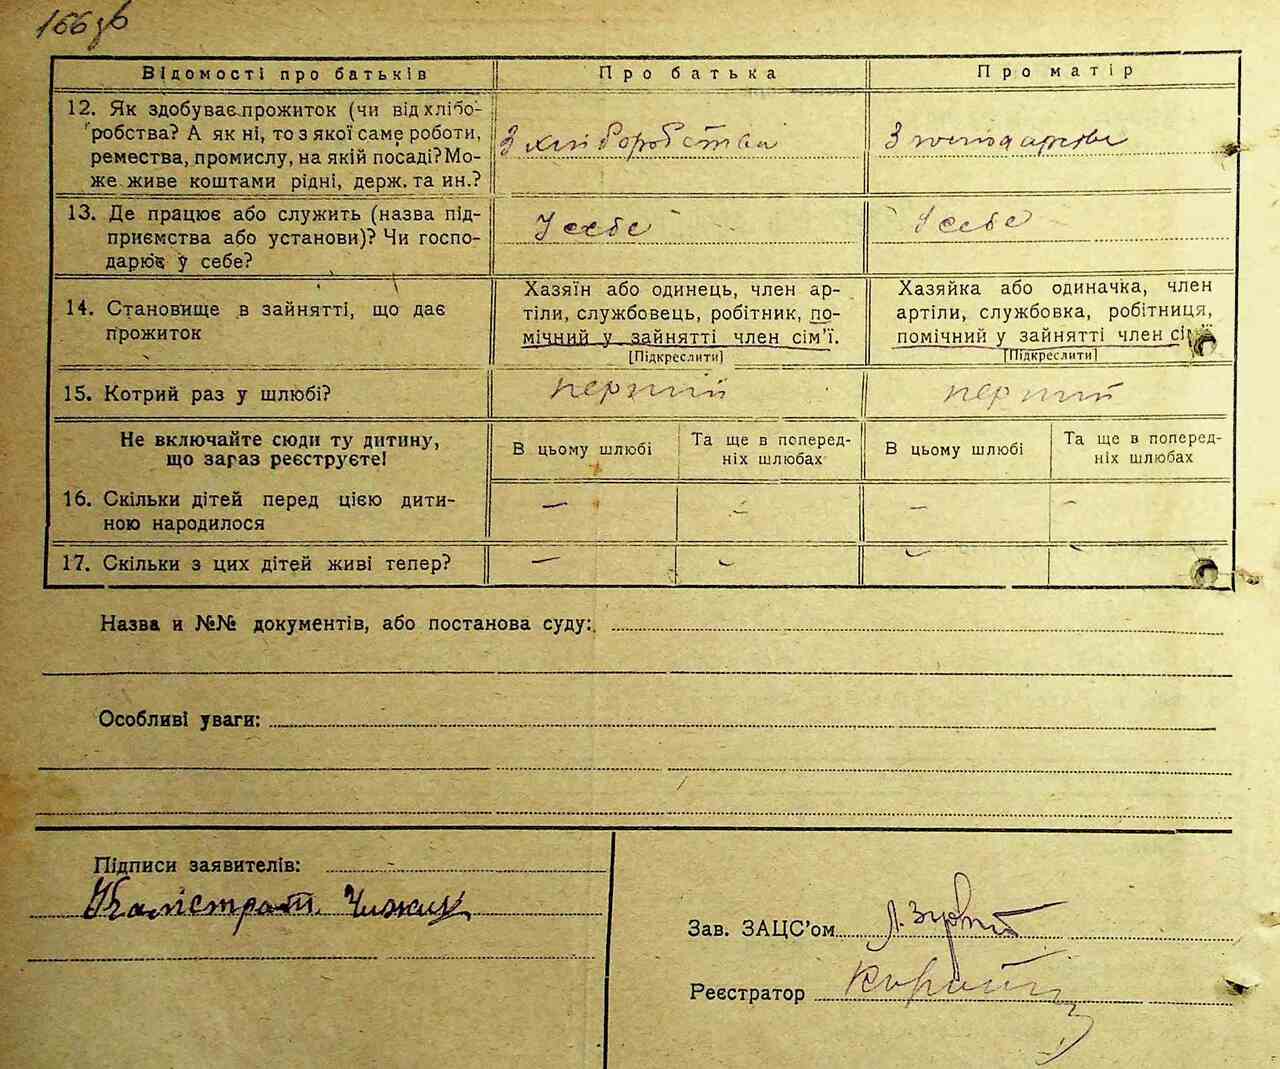 166зв
Відомості про батьків Про батька Про матір
12. Як здобуває прожиток (чи від хлібо-
робства? А як ні, то з якої саме роботи,
ремества, промислу, на якій посаді? Мо-
же живе коштами рідні, держ. та ин.?
З хліборобства З господарства
13. Де працює або служить (назва під-
приємства або установи)? Чи госпо-
дарює у себе?
У себе У себе
14. Становище в зайнятті, що дає
прожиток
Хазяїн або одинець, член ар-
тіли, службовець, робітник, по-
мічний у зайнятті член сім'ї.
[Підкреслити]
Хазяйка або одиначка, член
артіли, службовка, робітниця,
помічний у зайнятті член сім'ї
[Підкреслити]
15. Котрий раз у шлюбі? перший перший
Не включайте сюди ту дитину,
що зараз реєструєте!
В цьому шлюбі Та ще в поперед-
ніх шлюбах
В цьому шлюбі Та ще в поперед-
ніх шлюбах
16. Скільки дітей перед цією дити-
ною народилося
— — — —
17. Скільки з цих дітей живі тепер? — — — —
Назва и №№ документів, або постанова суду:
Особливі уваги:
Підписи заявителів:
Калістрат Чижик
Зав. ЗАЦС'ом
Реєстратор